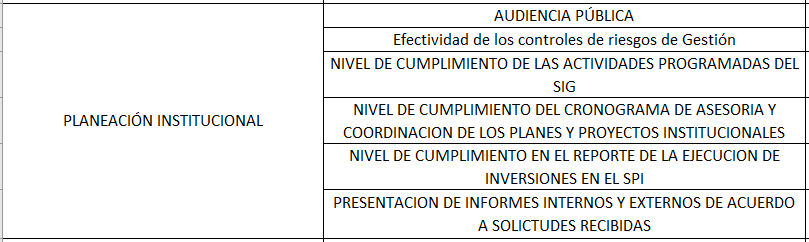 PLANEACIÓN INSTITUCIONAL
AUDIENCIA PÚBLICA
Efectividad de los controles de riesgos de Gestión
NIVEL DE CUMPLIMIENTO DE LAS ACTIVIDADES PROGRAMADAS DEL
SIG
NIVEL DE CUMPLIMIENTO DEL CRONOGRAMA DE ASESORIA Y
COORDINACION DE LOS PLANES Y PROYECTOS INSTITUCIONALES
NIVEL DE CUMPLIMIENTO EN EL REPORTE DE LA EJECUCION DE
INVERSIONES EN EL SPI
PRESENTACION DE INFORMES INTERNOS Y EXTERNOS DE ACUERDO
A SOLICTUDES RECIBIDAS